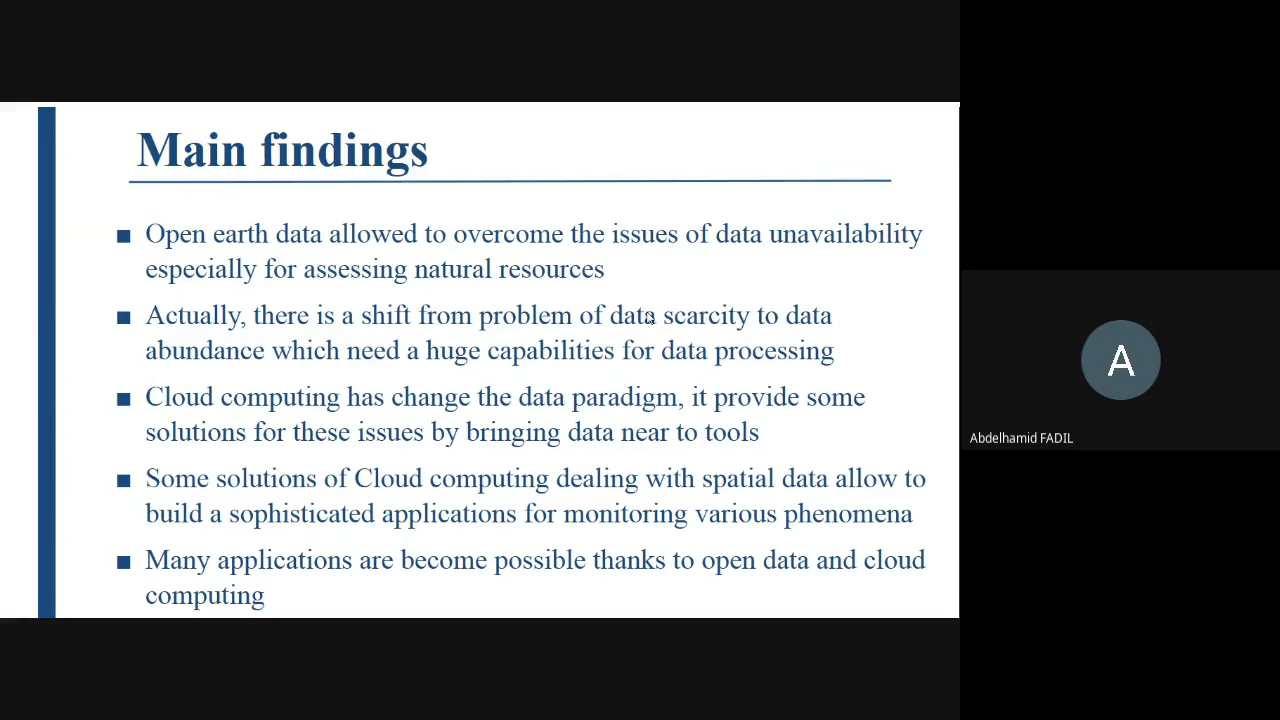 Main findings
■ Open earth data allowed to overcome the issues of data unavailability
especially for assessing natural resources
■ Actually, there is a shift from problem of data scarcity to data
abundance which need a huge capabilities for data processing
■ Cloud computing has change the data paradigm, it provide some
solutions for these issues by bringing data near to tools
■ Some solutions of Cloud computing dealing with spatial data allow to
build a sophisticated applications for monitoring various phenomena
■ Many applications are become possible thanks to open data and cloud
computing
A
Abdelhamid FADIL